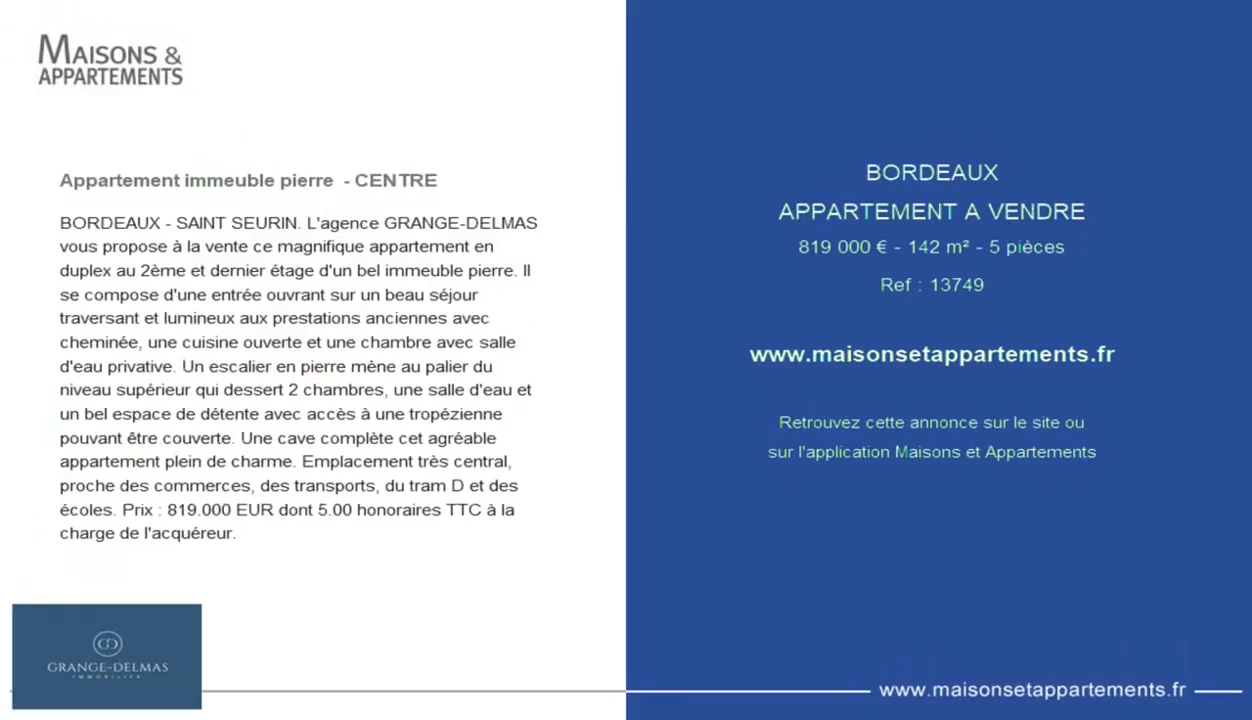 MAISONS &
APPARTEMENTS
Appartement immeuble pierre - CENTRE
BORDEAUX - SAINT SEURIN. L'agence GRANGE-DELMAS
vous propose à la vente ce magnifique appartement en
duplex au 2ème et dernier étage d'un bel immeuble pierre. Il
se compose d'une entrée ouvrant sur un beau séjour
traversant et lumineux aux prestations anciennes avec
cheminée, une cuisine ouverte et une chambre avec salle
d'eau privative. Un escalier en pierre mène au palier du
niveau supérieur qui dessert 2 chambres, une salle d'eau et
un bel espace de détente avec accès à une tropézienne
pouvant être couverte. Une cave complète cet agréable
appartement plein de charme. Emplacement très central,
proche des commerces, des transports, du tram D et des
écoles. Prix : 819.000 EUR dont 5.00 honoraires TTC à la
charge de l'acquéreur.
GRANGE-DELMAS
IMMOBILIER
BORDEAUX
APPARTEMENT A VENDRE
819 000 € - 142 m² - 5 pièces
Ref : 13749
www.maisonsetappartements.fr
Retrouvez cette annonce sur le site ou
sur l'application Maisons et Appartements
www.maisonsetappartements.fr